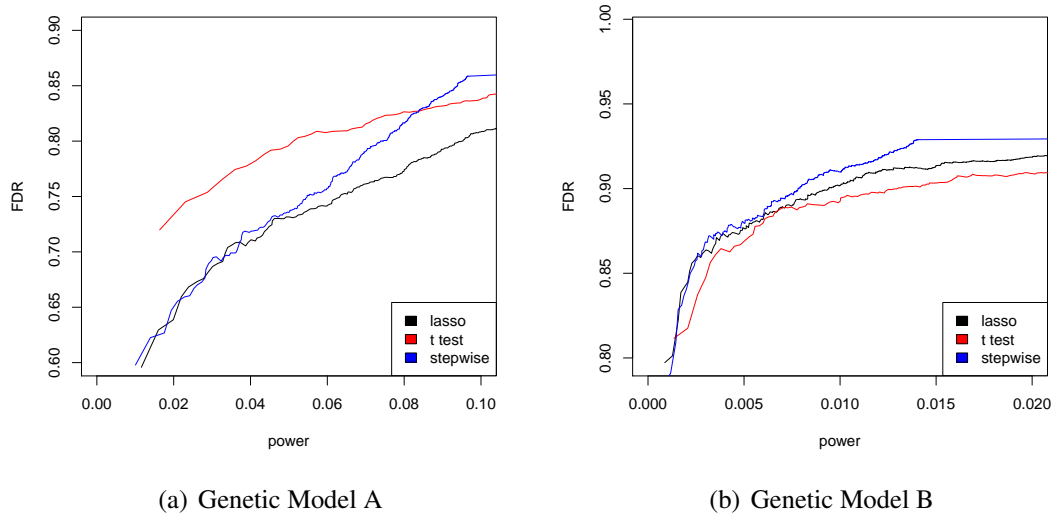 0.60 0.65 0.70 0.75 0.80 0.85 0.90
FDR
0.00 0.02 0.04 0.06 0.08 0.10
power
lasso
t test
stepwise
(a) Genetic Model A
0.80 0.85 0.90 0.95 1.00
FDR
0.000 0.005 0.010 0.015 0.020
power
lasso
t test
stepwise
(b) Genetic Model B